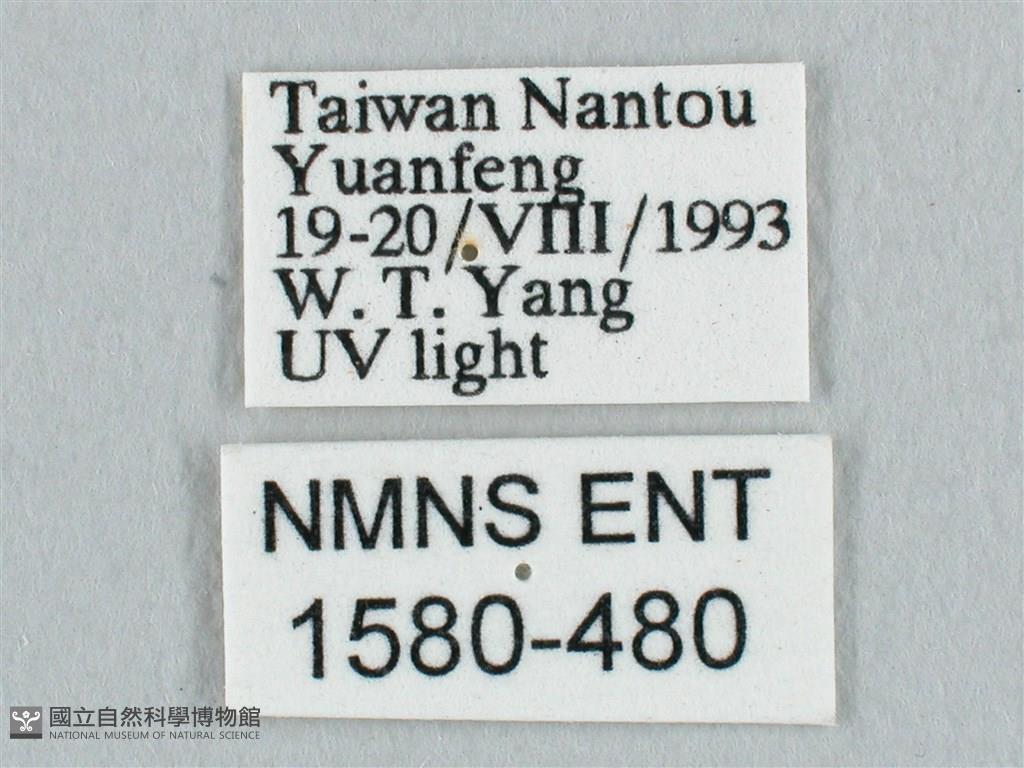 Taiwan Nantou
Yuanfeng
19-20/VIII/1993
W. T. Yang
UV light
NMNS ENT
1580-480
國立自然科學博物館
NATIONAL MUSEUM OF NATURAL SCIENCE